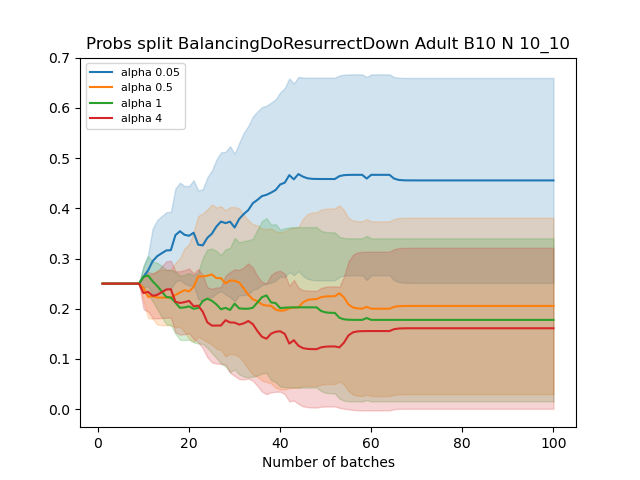 Probs split BalancingDoResurrectDown Adult B10 N 10_10
alpha 0.05
alpha 0.5
alpha 1
alpha 4
0.7
0.6
0.5
0.4
0.3
0.2
0.1
0.0
0 20 40 60 80 100
Number of batches